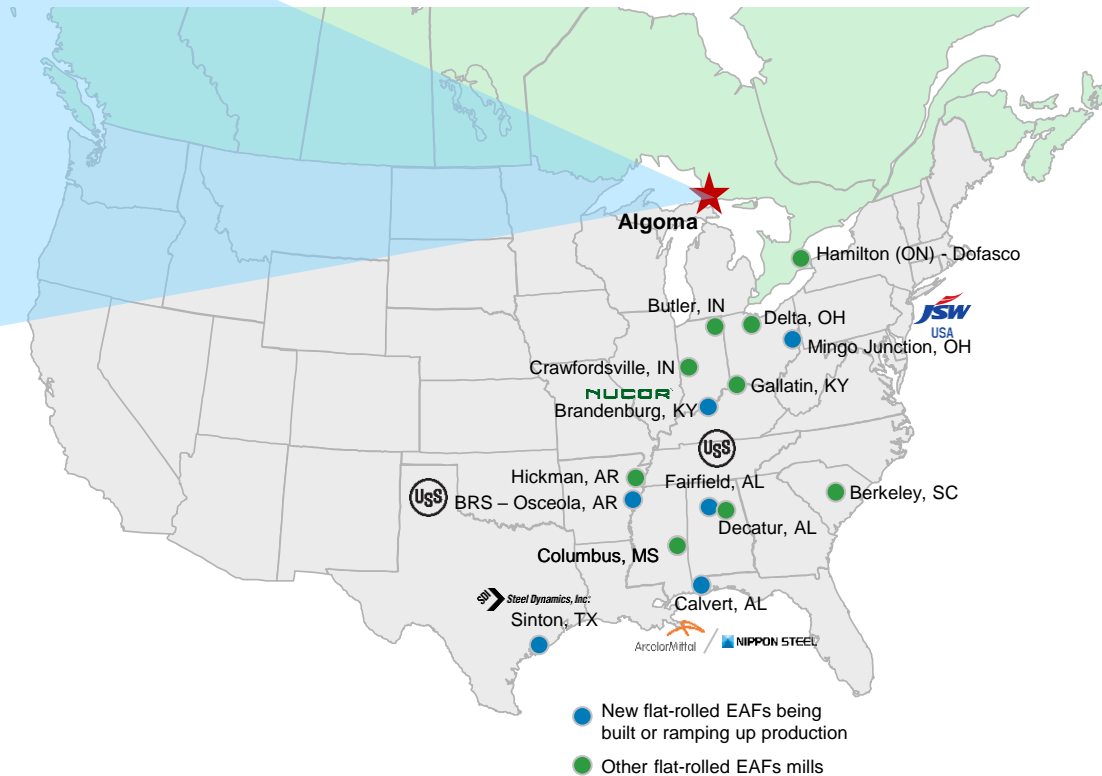 Algoma
Hamilton (ON) - Dofasco
Butler, IN
Delta, OH
JSW
USA
Mingo Junction, OH
Crawfordsville, IN
Gallatin, KY
NUCOR
Brandenburg, KY
USS
Hickman, AR
Fairfield, AL
USS
BRS – Osceola, AR
Berkeley, SC
Decatur, AL
Columbus, MS
SDI
Steel Dynamics, Inc.
Calvert, AL
Sinton, TX
ArcelorMittal
NIPPON STEEL
New flat-rolled EAFs being
built or ramping up production
Other flat-rolled EAFs mills